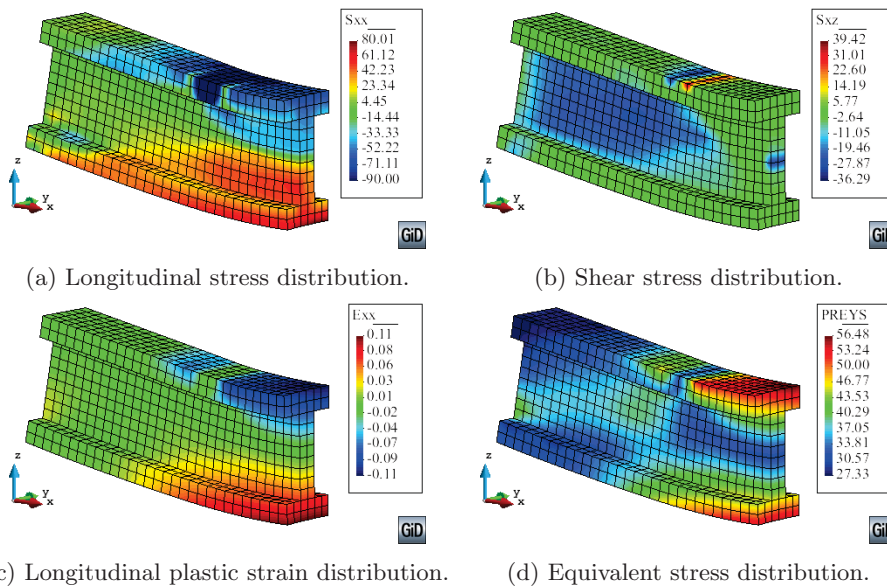 Sxx
80.01
61.12
42.23
23.34
4.45
-14.44
-33.33
-52.22
-71.11
-90.00
z
y
x
GiD
(a) Longitudinal stress distribution.
Sxz
39.42
31.01
22.60
14.19
5.77
-2.64
-11.05
-19.46
-27.87
-36.29
z
y
x
GiD
(b) Shear stress distribution.
Exx
0.11
0.08
0.06
0.03
0.01
-0.02
-0.04
-0.07
-0.09
-0.11
z
y
x
GiD
c) Longitudinal plastic strain distribution.
PREYS
56.48
53.24
50.00
46.77
43.53
40.29
37.05
33.81
30.57
27.33
z
y
x
GiD
(d) Equivalent stress distribution.